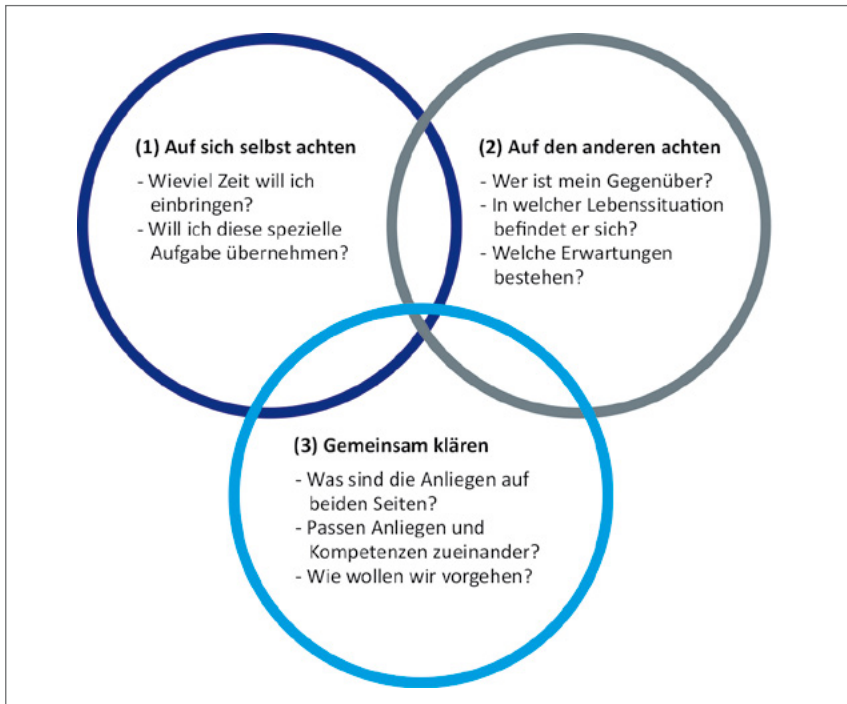 (1) Auf sich selbst achten
- Wieviel Zeit will ich
einbringen?
- Will ich diese spezielle
Aufgabe übernehmen?
(2) Auf den anderen achten
- Wer ist mein Gegenüber?
- In welcher Lebenssituation
befindet er sich?
- Welche Erwartungen
bestehen?
(3) Gemeinsam klären
- Was sind die Anliegen auf
beiden Seiten?
- Passen Anliegen und
Kompetenzen zueinander?
- Wie wollen wir vorgehen?